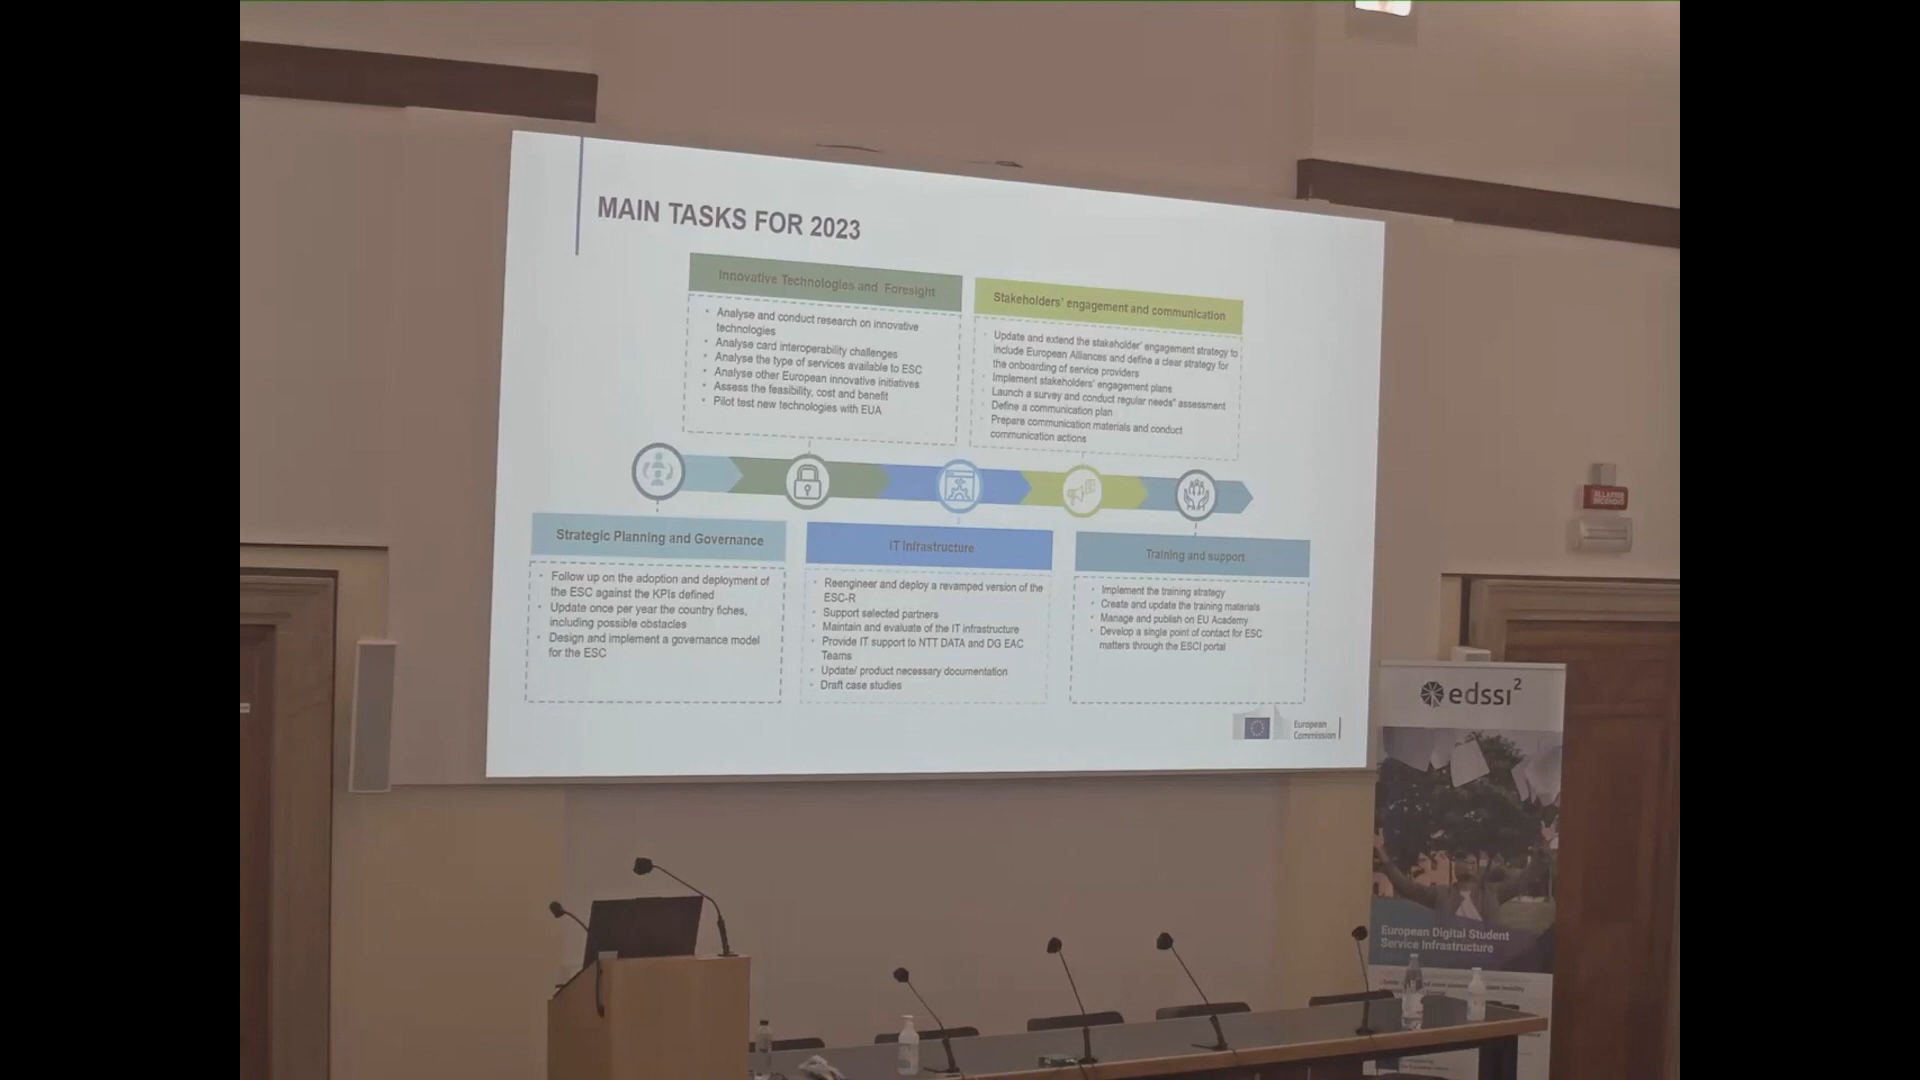 MAIN TASKS FOR 2023
Innovative Technologies and Foresight
• Analyse and conduct research on innovative
technologies
• Analyse card interoperability challenges
• Analyse the type of services available to ESC
• Analyse other European innovative initiatives
• Assess the feasibility, cost and benefit
• Pilot test new technologies with EUA
Stakeholders' engagement and communication
• Update and extend the stakeholder' engagement strategy to
include European Alliances and define a clear strategy for
the onboarding of service providers
• Implement stakeholders' engagement plans
• Launch a survey and conduct regular needs" assessment
• Define a communication plan
• Prepare communication materials and conduct
communication actions
Strategic Planning and Governance
• Follow up on the adoption and deployment of
the ESC against the KPIs defined
• Update once per year the country fiches,
including possible obstacles
• Design and implement a governance model
for the ESC
IT Infrastructure
• Reengineer and deploy a revamped version of the
ESC-R
• Support selected partners
• Maintain and evaluate of the IT infrastructure
• Provide IT support to NTT DATA and DG EAC
Teams
• Update/ product necessary documentation
• Draft case studies
Training and support
• Implement the training strategy
• Create and update the training materials
• Manage and publish on EU Academy
• Develop a single point of contact for ESC
matters through the ESCI portal
European
Commission
ALLARME
INCENDIO
edssi²
European Digital Student
Service Infrastructure